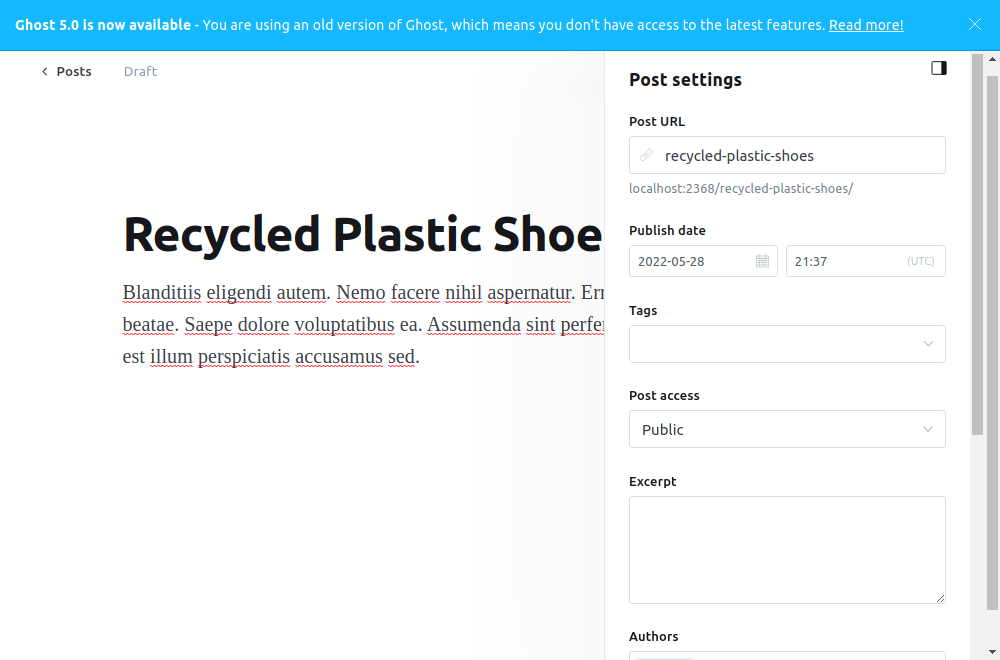 Ghost 5.0 is now available - You are using an old version of Ghost, which means you don't have access to the latest features. Read more!
Posts
Draft
Recycled Plastic Shoe
Blanditiis eligendi autem. Nemo facere nihil aspernatur.
beatae. Saepe dolore voluptatibus ea. Assumenda sint
est illum perspiciatis accusamus sed.
Post settings
Post URL
recycled-plastic-shoes
localhost:2368/recycled-plastic-shoes/
Publish date
2022-05-28
21:37
(UTC)
Tags
Post access
Public
Excerpt
Authors